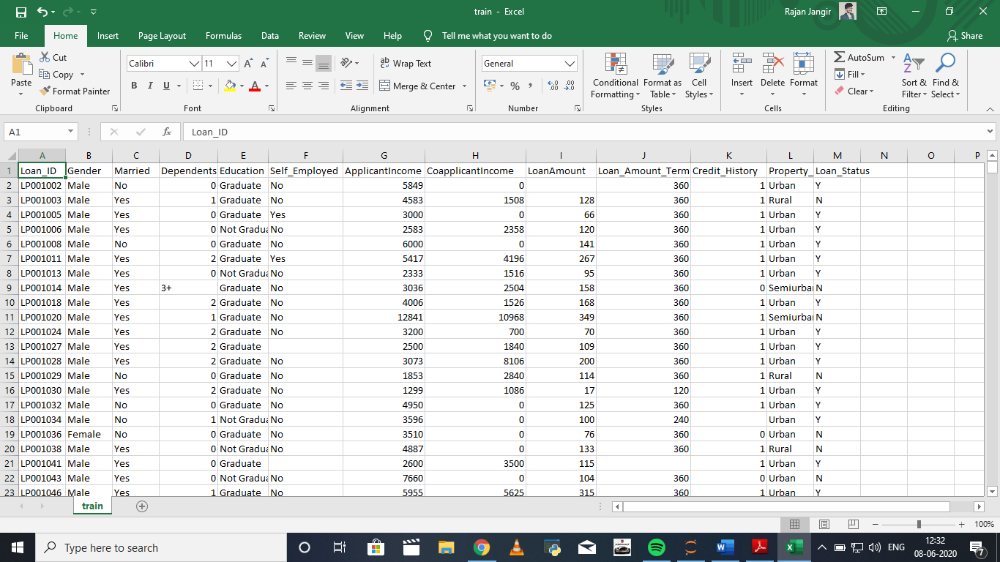 train - Excel Rajan Jangir
File Home Insert Page Layout Formulas Data Review View Help Tell me what you want to do Share
Paste Cut Copy Format Painter Clipboard
Calibri 11 A A B I U A Font
Wrap Text Merge & Center Alignment
General % , Number
Conditional Formatting Format as Table Cell Styles Styles
Insert Delete Format Cells
AutoSum Fill Clear Sort & Filter Find & Select Editing
A1 fx Loan_ID
A B C D E F G H I J K L M N O P
1 Loan_ID Gender Married Dependents Education Self_Employed ApplicantIncome CoapplicantIncome LoanAmount Loan_Amount_Term Credit_History Property_ Loan_Status
2 LP001002 Male No 0 Graduate No 5849 0 360 1 Urban Y
3 LP001003 Male Yes 1 Graduate No 4583 1508 128 360 1 Rural N
4 LP001005 Male Yes 0 Graduate Yes 3000 0 66 360 1 Urban Y
5 LP001006 Male Yes 0 Not Gradua No 2583 2358 120 360 1 Urban Y
6 LP001008 Male No 0 Graduate No 6000 0 141 360 1 Urban Y
7 LP001011 Male Yes 2 Graduate Yes 5417 4196 267 360 1 Urban Y
8 LP001013 Male Yes 0 Not Gradua No 2333 1516 95 360 1 Urban Y
9 LP001014 Male Yes 3+ Graduate No 3036 2504 158 360 0 Semiurba N
10 LP001018 Male Yes 2 Graduate No 4006 1526 168 360 1 Urban Y
11 LP001020 Male Yes 1 Graduate No 12841 10968 349 360 1 Semiurba N
12 LP001024 Male Yes 2 Graduate No 3200 700 70 360 1 Urban Y
13 LP001027 Male Yes 2 Graduate 2500 1840 109 360 1 Urban Y
14 LP001028 Male Yes 2 Graduate No 3073 8106 200 360 1 Urban Y
15 LP001029 Male No 0 Graduate No 1853 2840 114 360 1 Rural N
16 LP001030 Male Yes 2 Graduate No 1299 1086 17 120 1 Urban Y
17 LP001032 Male No 0 Graduate No 4950 0 125 360 1 Urban Y
18 LP001034 Male No 1 Not Gradua No 3596 0 100 240 Urban Y
19 LP001036 Female No 0 Graduate No 3510 0 76 360 0 Urban N
20 LP001038 Male Yes 0 Not Gradua No 4887 0 133 360 1 Rural N
21 LP001041 Male Yes 0 Graduate 2600 3500 115 1 Urban Y
22 LP001043 Male Yes 0 Not Gradua No 7660 0 104 360 0 Urban N
23 LP001046 Male Yes 1 Graduate No 5955 5625 315 360 1 Urban Y
train
100%
Type here to search ENG 12:32
08-06-2020 7